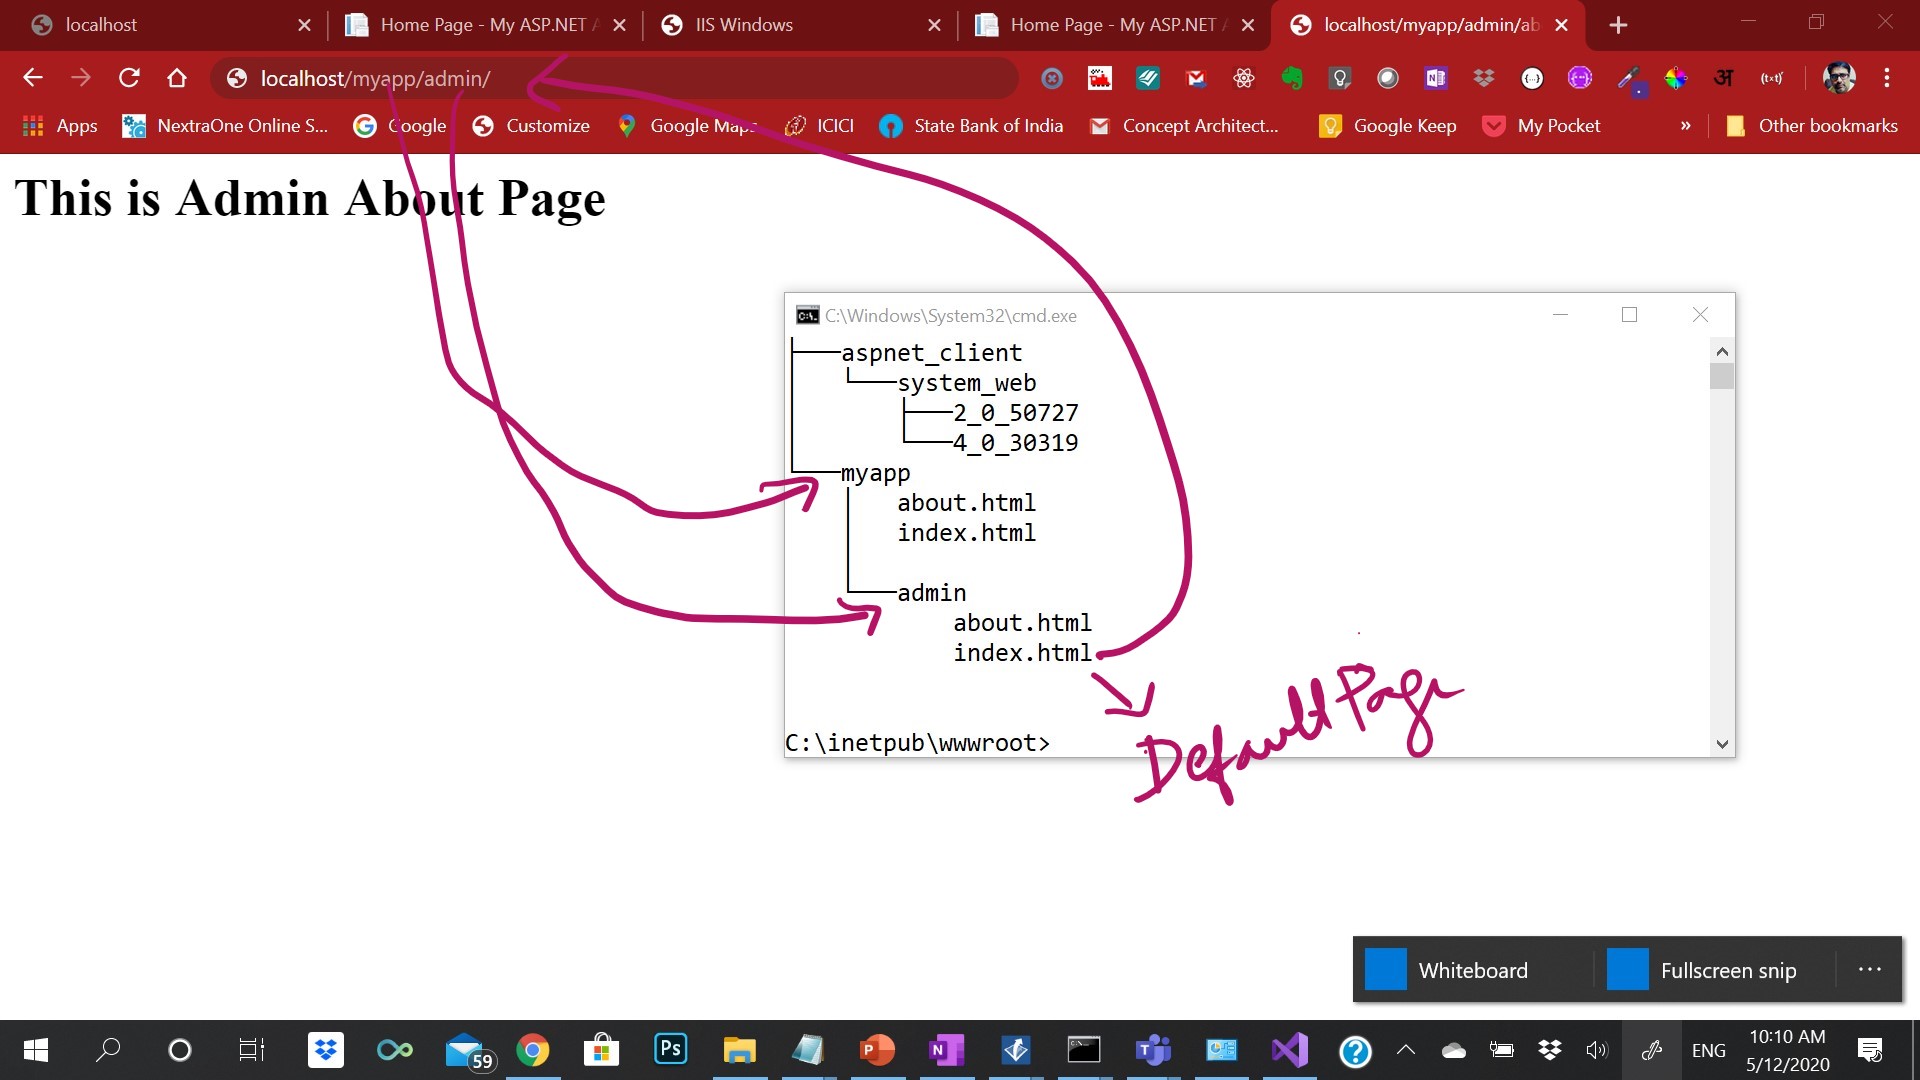 localhost
Home Page - My ASP.NET A
IIS Windows
Home Page - My ASP.NET A
localhost/myapp/admin/ab
localhost/myapp/admin/
Apps
NextraOne Online S...
Google
Customize
Google Maps
ICICI
State Bank of India
Concept Architect...
Google Keep
My Pocket
»
Other bookmarks
This is Admin About Page
C:\Windows\System32\cmd.exe
aspnet_client
system_web
2_0_50727
4_0_30319
myapp
about.html
index.html
admin
about.html
index.html
C:\inetpub\wwwroot>
Default Page
Whiteboard
Fullscreen snip
59
Ps
ENG
10:10 AM
5/12/2020